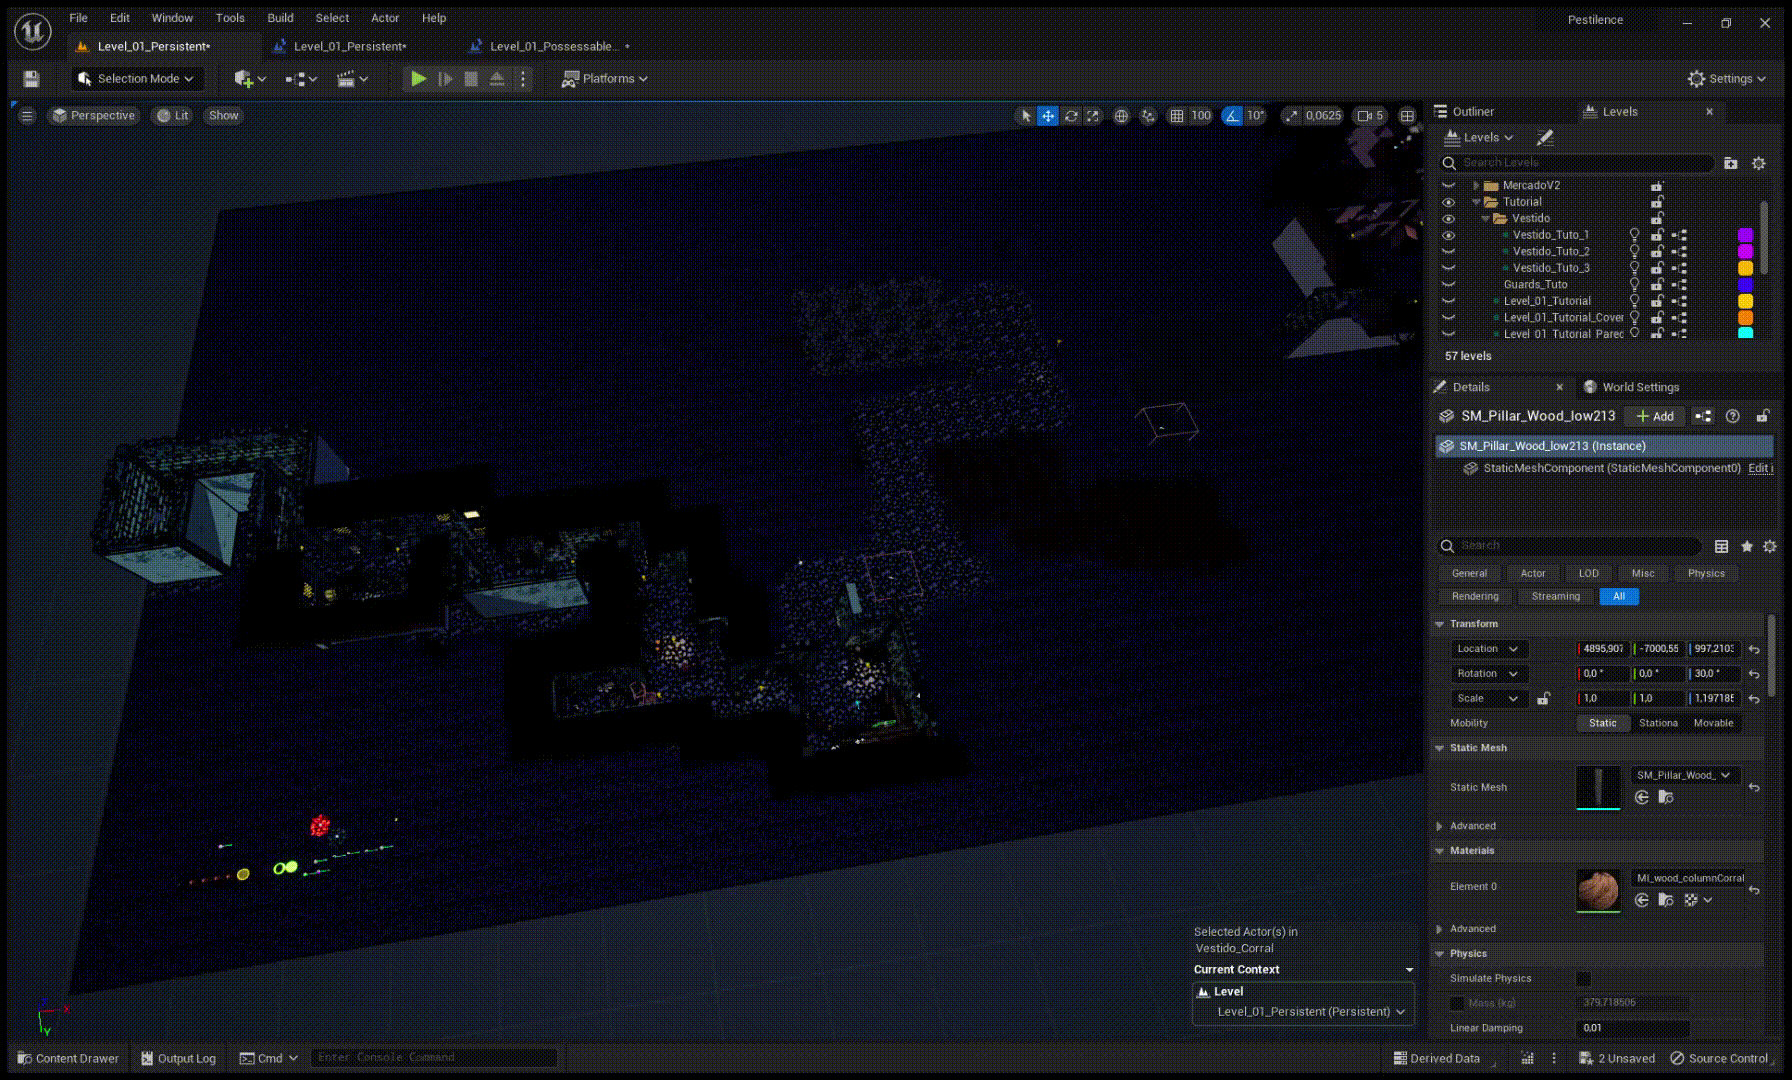 File Edit Window Tools Build Select Actor Help
Pestilence
Level_01_Persistent*
Level_01_Persistent*
Level_01_Possessable... •
Selection Mode
Platforms
Settings
Perspective
Lit
Show
100
10°
0,0625
5
Outliner
Levels
Levels
Search Levels
MercadoV2
Tutorial
Vestido
Vestido_Tuto_1
Vestido_Tuto_2
Vestido_Tuto_3
Guards_Tuto
Level_01_Tutorial
Level_01_Tutorial_Cover
Level_01_Tutorial_Pared
57 levels
Details
World Settings
SM_Pillar_Wood_low213
Add
SM_Pillar_Wood_low213 (Instance)
StaticMeshComponent (StaticMeshComponent0)
Edit i
Search
General Actor LOD Misc Physics
Rendering Streaming All
Transform
Location 4895,907 -7000,55 997,2103
Rotation 0,0 ° 0,0 ° 30,0 °
Scale 1,0 1,0 1,197185
Mobility Static Stationa Movable
Static Mesh
Static Mesh
SM_Pillar_Wood_
Advanced
Materials
Element 0
MI_wood_columnCorral
Advanced
Physics
Simulate Physics
Mass (kg) 379,718506
Linear Damping 0,01
Selected Actor(s) in
Vestido_Corral
Current Context
Level
Level_01_Persistent (Persistent)
Z
X
Y
Content Drawer
Output Log
Cmd
Enter Console Command
Derived Data
2 Unsaved
Source Control